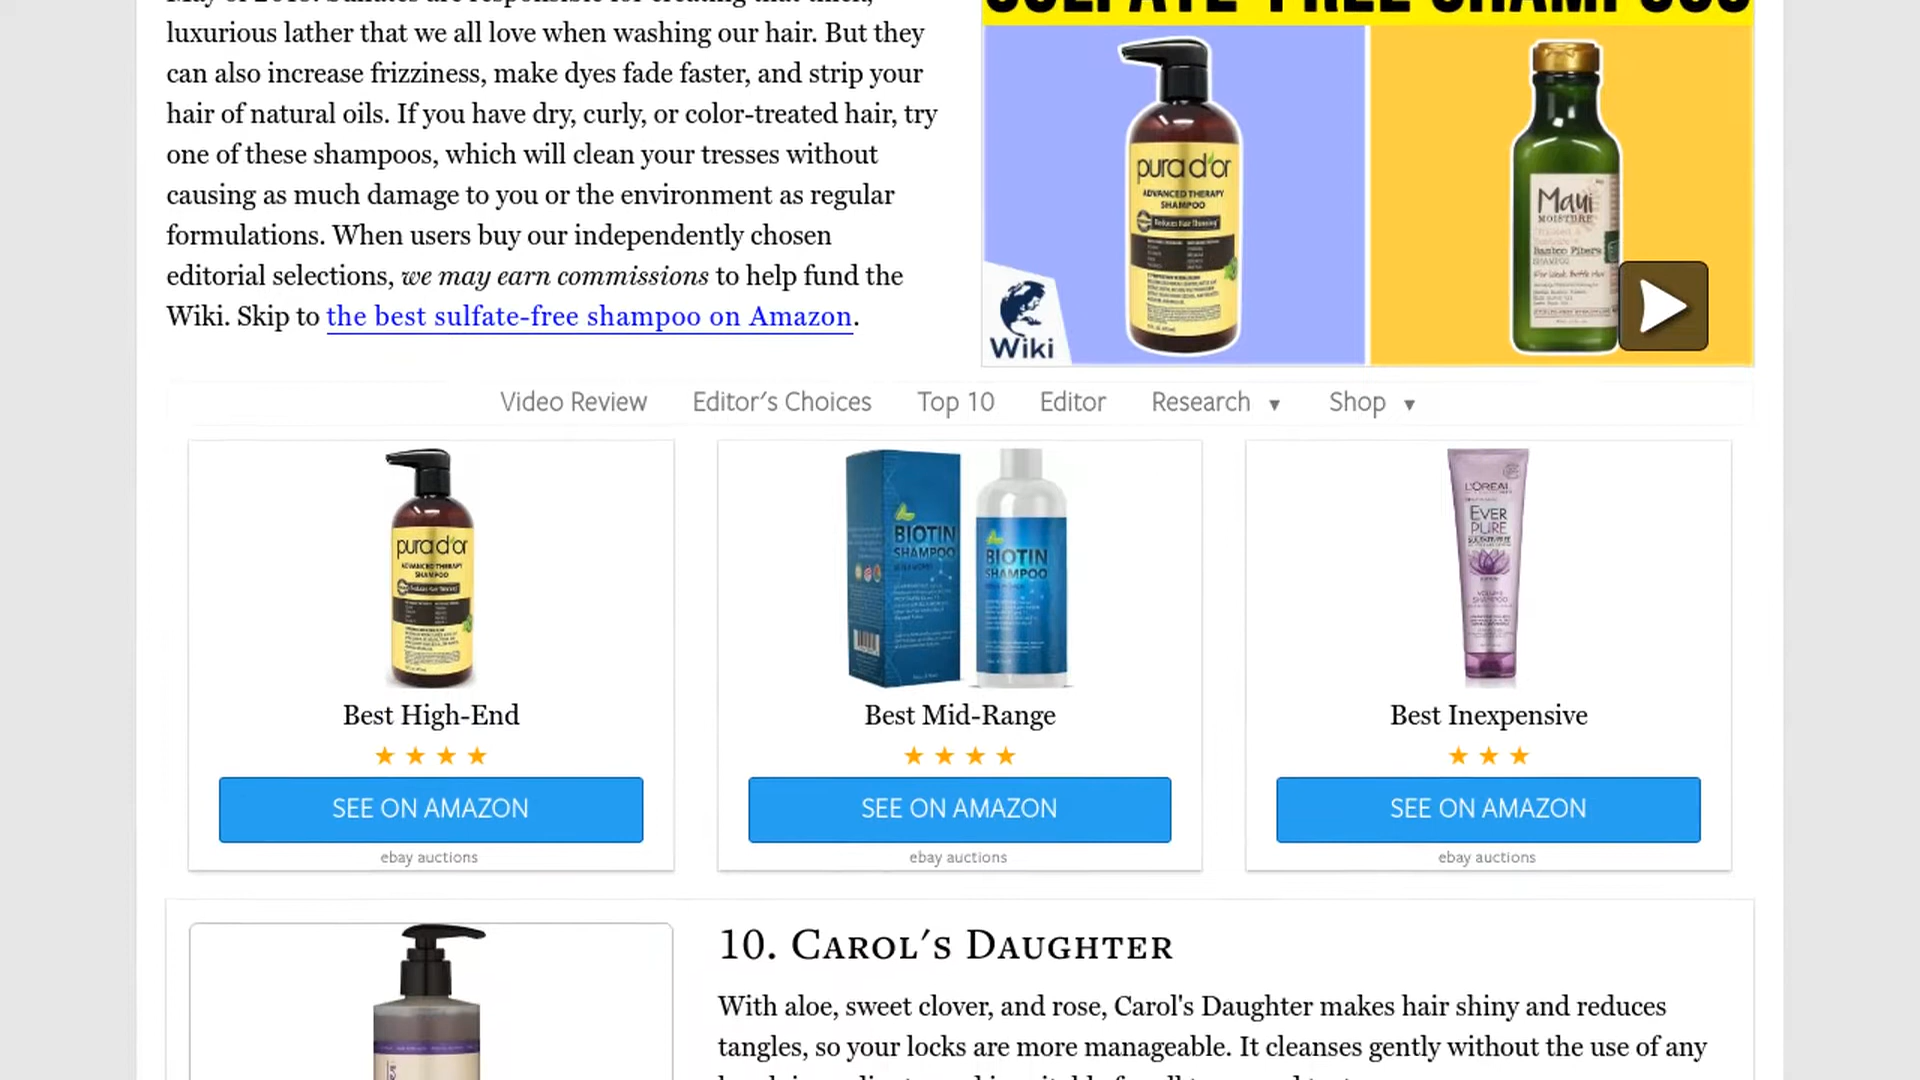 luxurious lather that we all love when washing our hair. But they
can also increase frizziness, make dyes fade faster, and strip your
hair of natural oils. If you have dry, curly, or color-treated hair, try
one of these shampoos, which will clean your tresses without
causing as much damage to you or the environment as regular
formulations. When users buy our independently chosen
editorial selections, we may earn commissions to help fund the
Wiki. Skip to the best sulfate-free shampoo on Amazon.
SULFATE-FREE SHAMPOOS
pura d'or
ADVANCED THERAPY
SHAMPOO
Maui
MOISTURE
Bamboo Fibers
SHAMPOO
Wiki
Video Review Editor's Choices Top 10 Editor Research ▼ Shop ▼
pura d'or
ADVANCED THERAPY
SHAMPOO
BIOTIN
SHAMPOO
BIOTIN
SHAMPOO
L'OREAL
EVER
PURE
SULFATE-FREE
VOLUME
SHAMPOO
Best High-End
Best Mid-Range
Best Inexpensive
SEE ON AMAZON
SEE ON AMAZON
SEE ON AMAZON
ebay auctions
ebay auctions
ebay auctions
10. Carol's Daughter
With aloe, sweet clover, and rose, Carol's Daughter makes hair shiny and reduces
tangles, so your locks are more manageable. It cleanses gently without the use of any